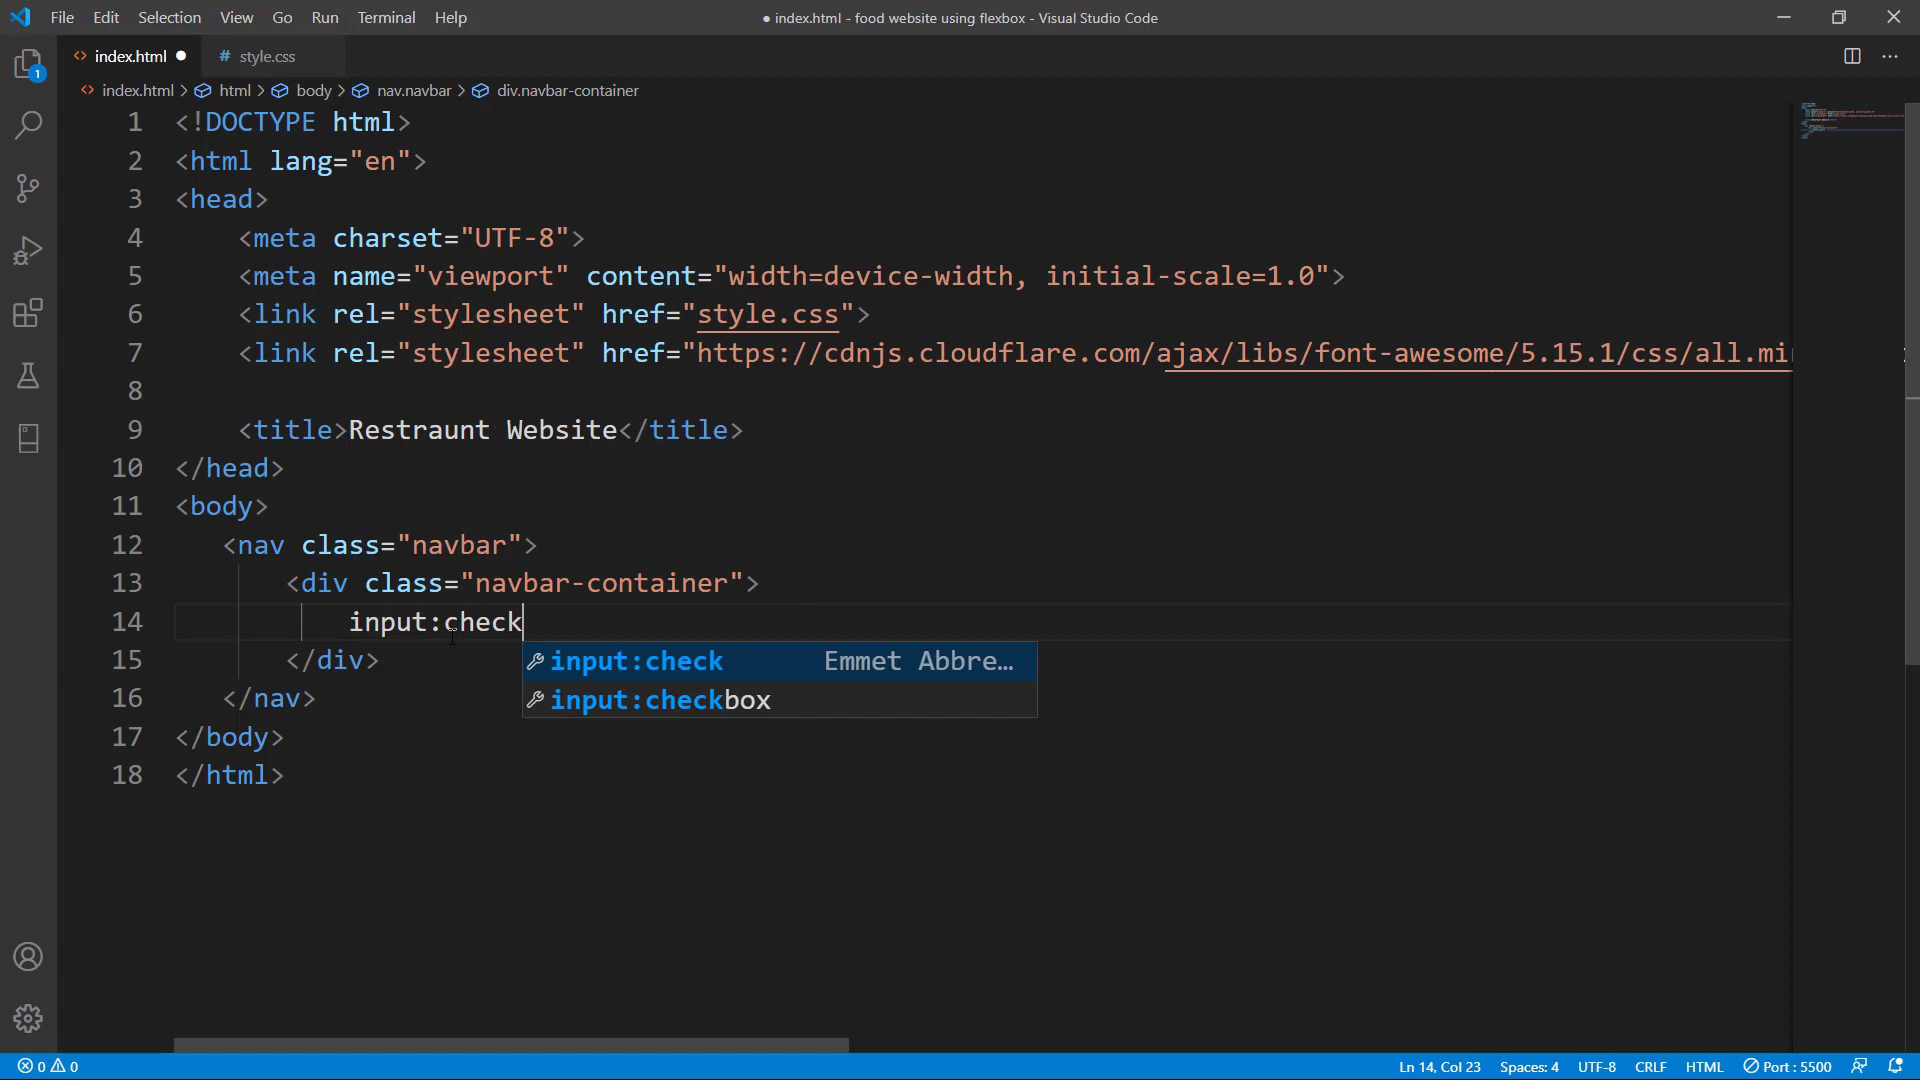 File Edit Selection View Go Run Terminal Help ● index.html - food website using flexbox - Visual Studio Code
<> index.html ● # style.css ...
<> index.html > html > body > nav.navbar > div.navbar-container
1 <!DOCTYPE html>
2 <html lang="en">
3 <head>
4 <meta charset="UTF-8">
5 <meta name="viewport" content="width=device-width, initial-scale=1.0">
6 <link rel="stylesheet" href="style.css">
7 <link rel="stylesheet" href="https://cdnjs.cloudflare.com/ajax/libs/font-awesome/5.15.1/css/all.mi
8
9 <title>Restraunt Website</title>
10 </head>
11 <body>
12 <nav class="navbar">
13 <div class="navbar-container">
14 input:check
input:check Emmet Abbre...
15 </div>
input:checkbox
16 </nav>
17 </body>
18 </html>
1
0 0 Ln 14, Col 23 Spaces: 4 UTF-8 CRLF HTML Port : 5500